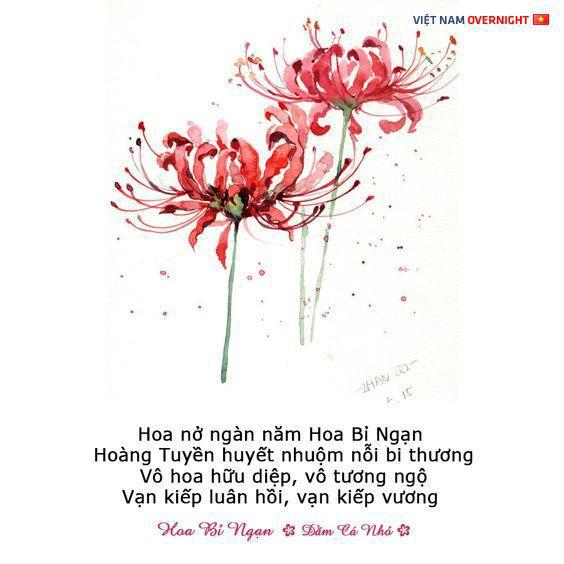 VIỆT NAM OVERNIGHT
Hoa nở ngàn năm Hoa Bỉ Ngạn
Hoàng Tuyền huyết nhuộm nỗi bi thương
Vô hoa hữu diệp, vô tương ngộ
Vạn kiếp luân hồi, vạn kiếp vương
Hoa Bỉ Ngạn Dằm Cá Nhỏ